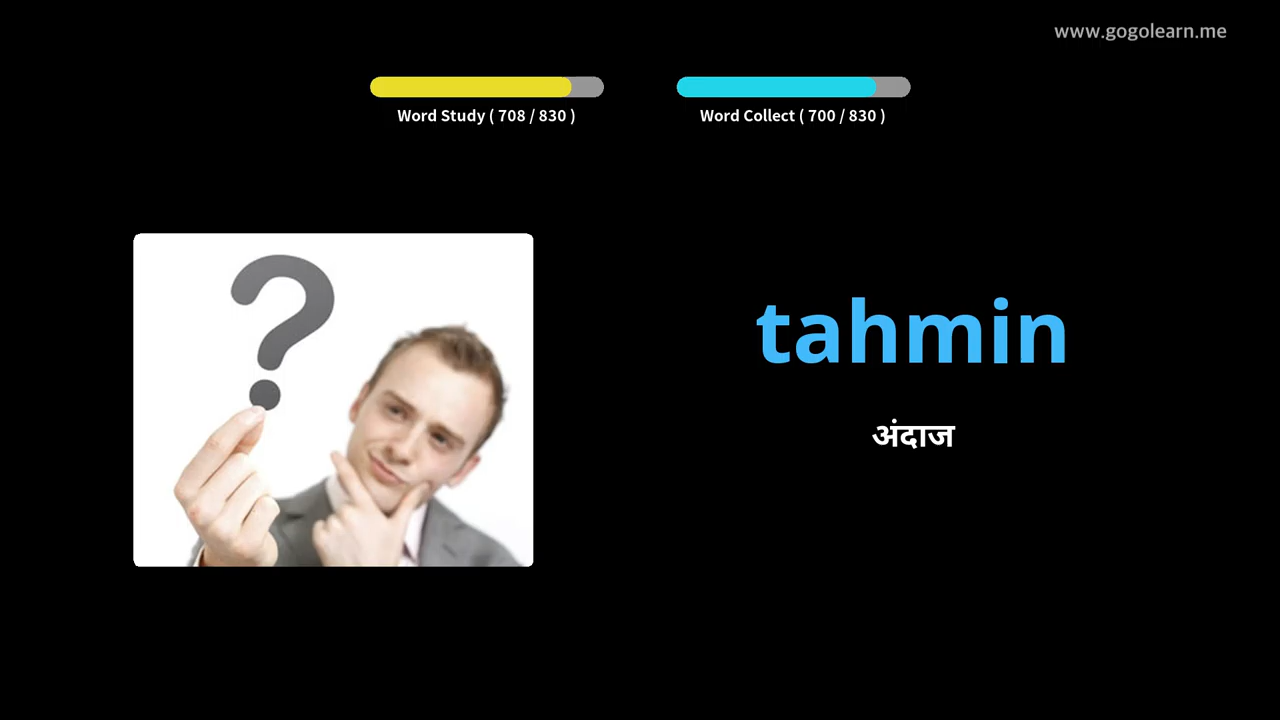 www.gogolearn.me
Word Study ( 708 / 830 )
Word Collect ( 700 / 830 )
tahmin
अंदाज